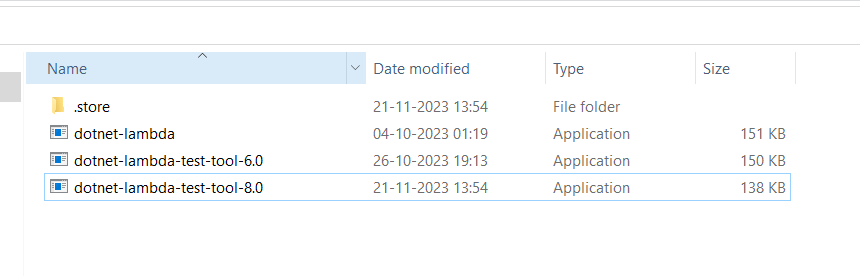 Name Date modified Type Size
.store 21-11-2023 13:54 File folder
dotnet-lambda 04-10-2023 01:19 Application 151 KB
dotnet-lambda-test-tool-6.0 26-10-2023 19:13 Application 150 KB
dotnet-lambda-test-tool-8.0 21-11-2023 13:54 Application 138 KB